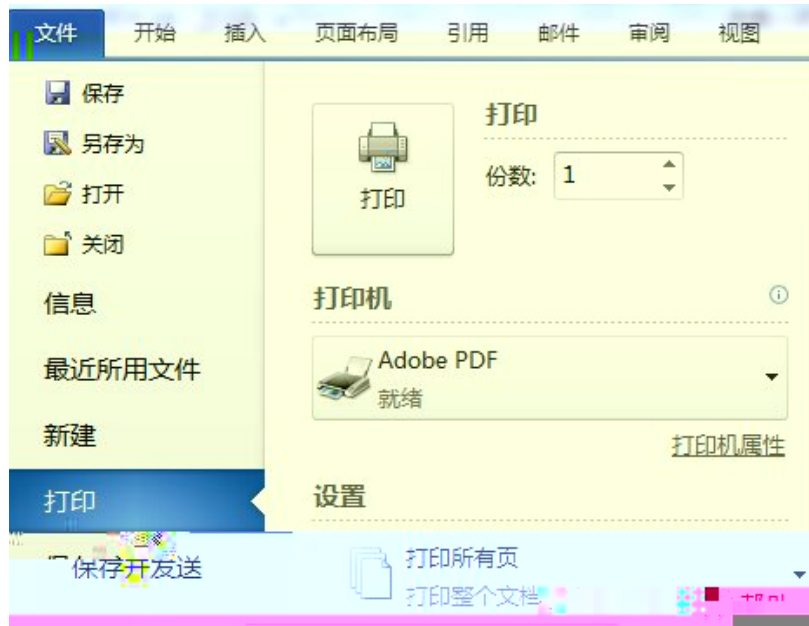 文件 开始 插入 页面布局 引用 邮件 审阅 视图
保存
另存为
打开
关闭
信息
最近所用文件
新建
打印
保存并发送
打印
打印
份数: 1
打印机
Adobe PDF
就绪
打印机属性
设置
打印所有页
打印整个文档